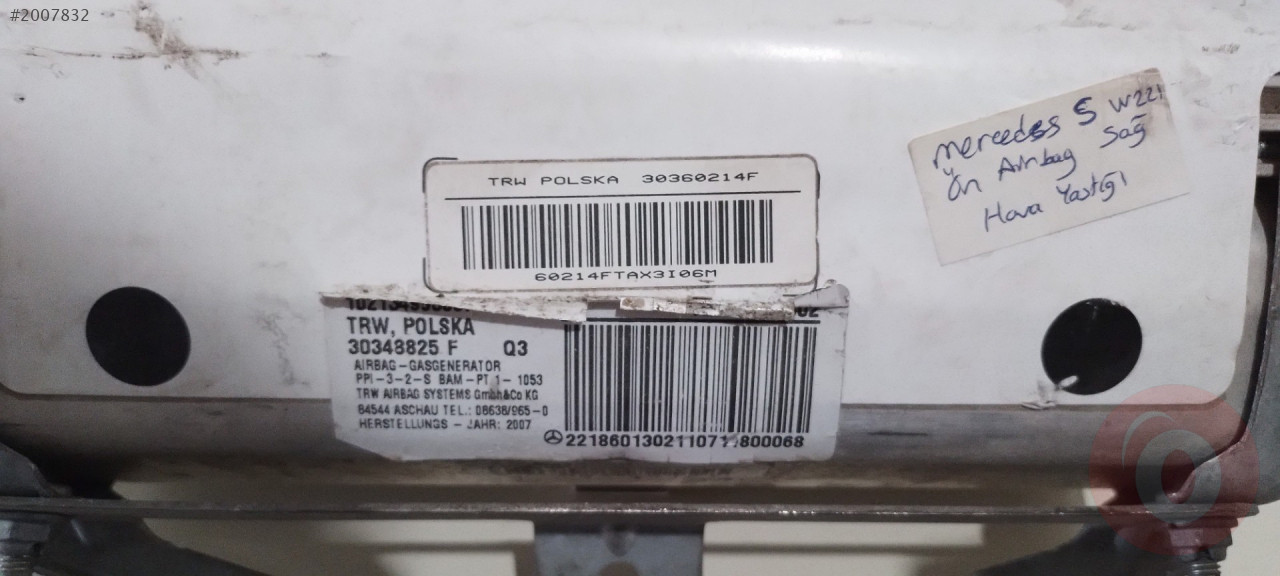 #2007832
mercedes S W221
Ön Airbag Sağ
Hava Yastığı
TRW POLSKA 30360214F
60214FTAX3I06M
TRW, POLSKA
30348825 F Q3
AIRBAG-GASGENERATOR
PPI-3-2-S BAM-PT 1-1053
TRW AIRBAG SYSTEMS GmbH&Co KG
84544 ASCHAU TEL.: 08638/965-0
HERSTELLUNGS - JAHR: 2007